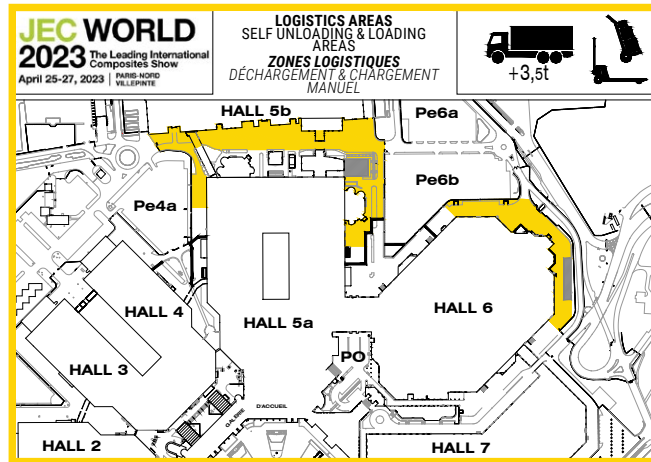 JEC WORLD
2023 The Leading International
Composites Show
April 25-27, 2023 | PARIS-NORD
VILLEPINTE
LOGISTICS AREAS
SELF UNLOADING & LOADING
AREAS
ZONES LOGISTIQUES
DÉCHARGEMENT & CHARGEMENT
MANUEL
+3,5t
HALL 5b
Pe6a
Pe6b
Pe4a
HALL 4
HALL 6
HALL 5a
HALL 3
PO
GALERIE
D'ACCUEIL
HALL 2
HALL 7